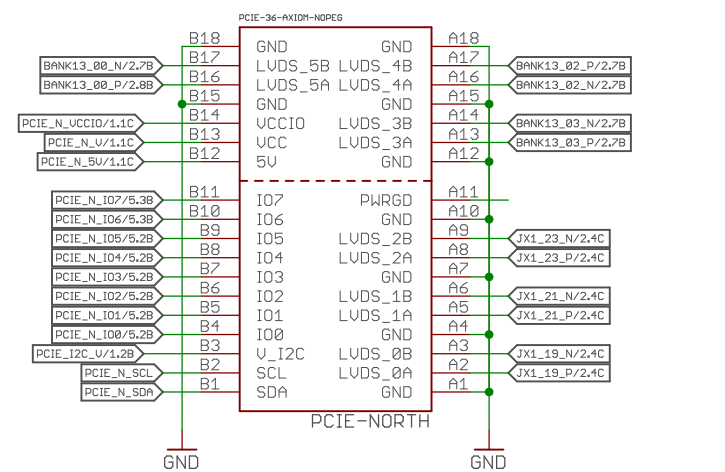 PCIE-36-AXIOM-NOPEG
B18 GND GND A18
BANK13_00_N/2.7B B17 LVDS_5B LVDS_4B A17 BANK13_02_P/2.7B
BANK13_00_P/2.8B B16 LVDS_5A LVDS_4A A16 BANK13_02_N/2.7B
B15 GND GND A15
PCIE_N_VCCIO/1.1C B14 VCCIO LVDS_3B A14 BANK13_03_N/2.7B
PCIE_N_V/1.1C B13 VCC LVDS_3A A13 BANK13_03_P/2.7B
PCIE_N_5V/1.1C B12 5V GND A12
PCIE_N_IO7/5.3B B11 IO7 PWRGD A11
PCIE_N_IO6/5.3B B10 IO6 GND A10
PCIE_N_IO5/5.2B B9 IO5 LVDS_2B A9 JX1_23_N/2.4C
PCIE_N_IO4/5.2B B8 IO4 LVDS_2A A8 JX1_23_P/2.4C
PCIE_N_IO3/5.2B B7 IO3 GND A7
PCIE_N_IO2/5.2B B6 IO2 LVDS_1B A6 JX1_21_N/2.4C
PCIE_N_IO1/5.2B B5 IO1 LVDS_1A A5 JX1_21_P/2.4C
PCIE_N_IO0/5.2B B4 IO0 GND A4
PCIE_I2C_V/1.2B B3 V_I2C LVDS_0B A3 JX1_19_N/2.4C
PCIE_N_SCL B2 SCL LVDS_0A A2 JX1_19_P/2.4C
PCIE_N_SDA B1 SDA GND A1
PCIE-NORTH
GND GND